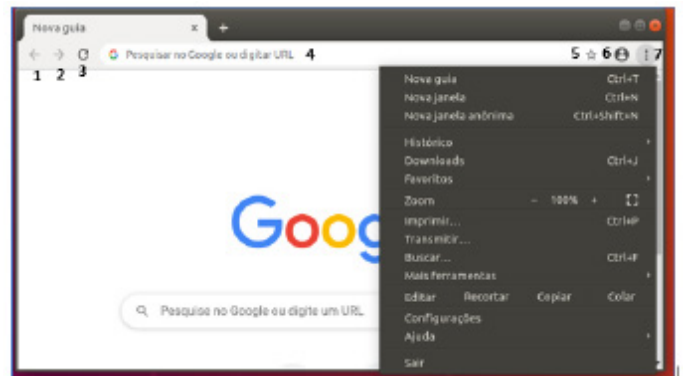 Nova guia x +
Pesquisar no Google ou digitar URL 4 5 6 7
1 2 3
Nova guia Ctrl+T
Nova janela Ctrl+N
Nova janela anônima Ctrl+Shift+N
Histórico
Downloads Ctrl+J
Favoritos
Zoom - 100% +
Imprimir... Ctrl+P
Transmitir...
Buscar... Ctrl+F
Mais ferramentas
Editar Recortar Copiar Colar
Configurações
Ajuda
Sair
Goog
Pesquise no Google ou digite um URL